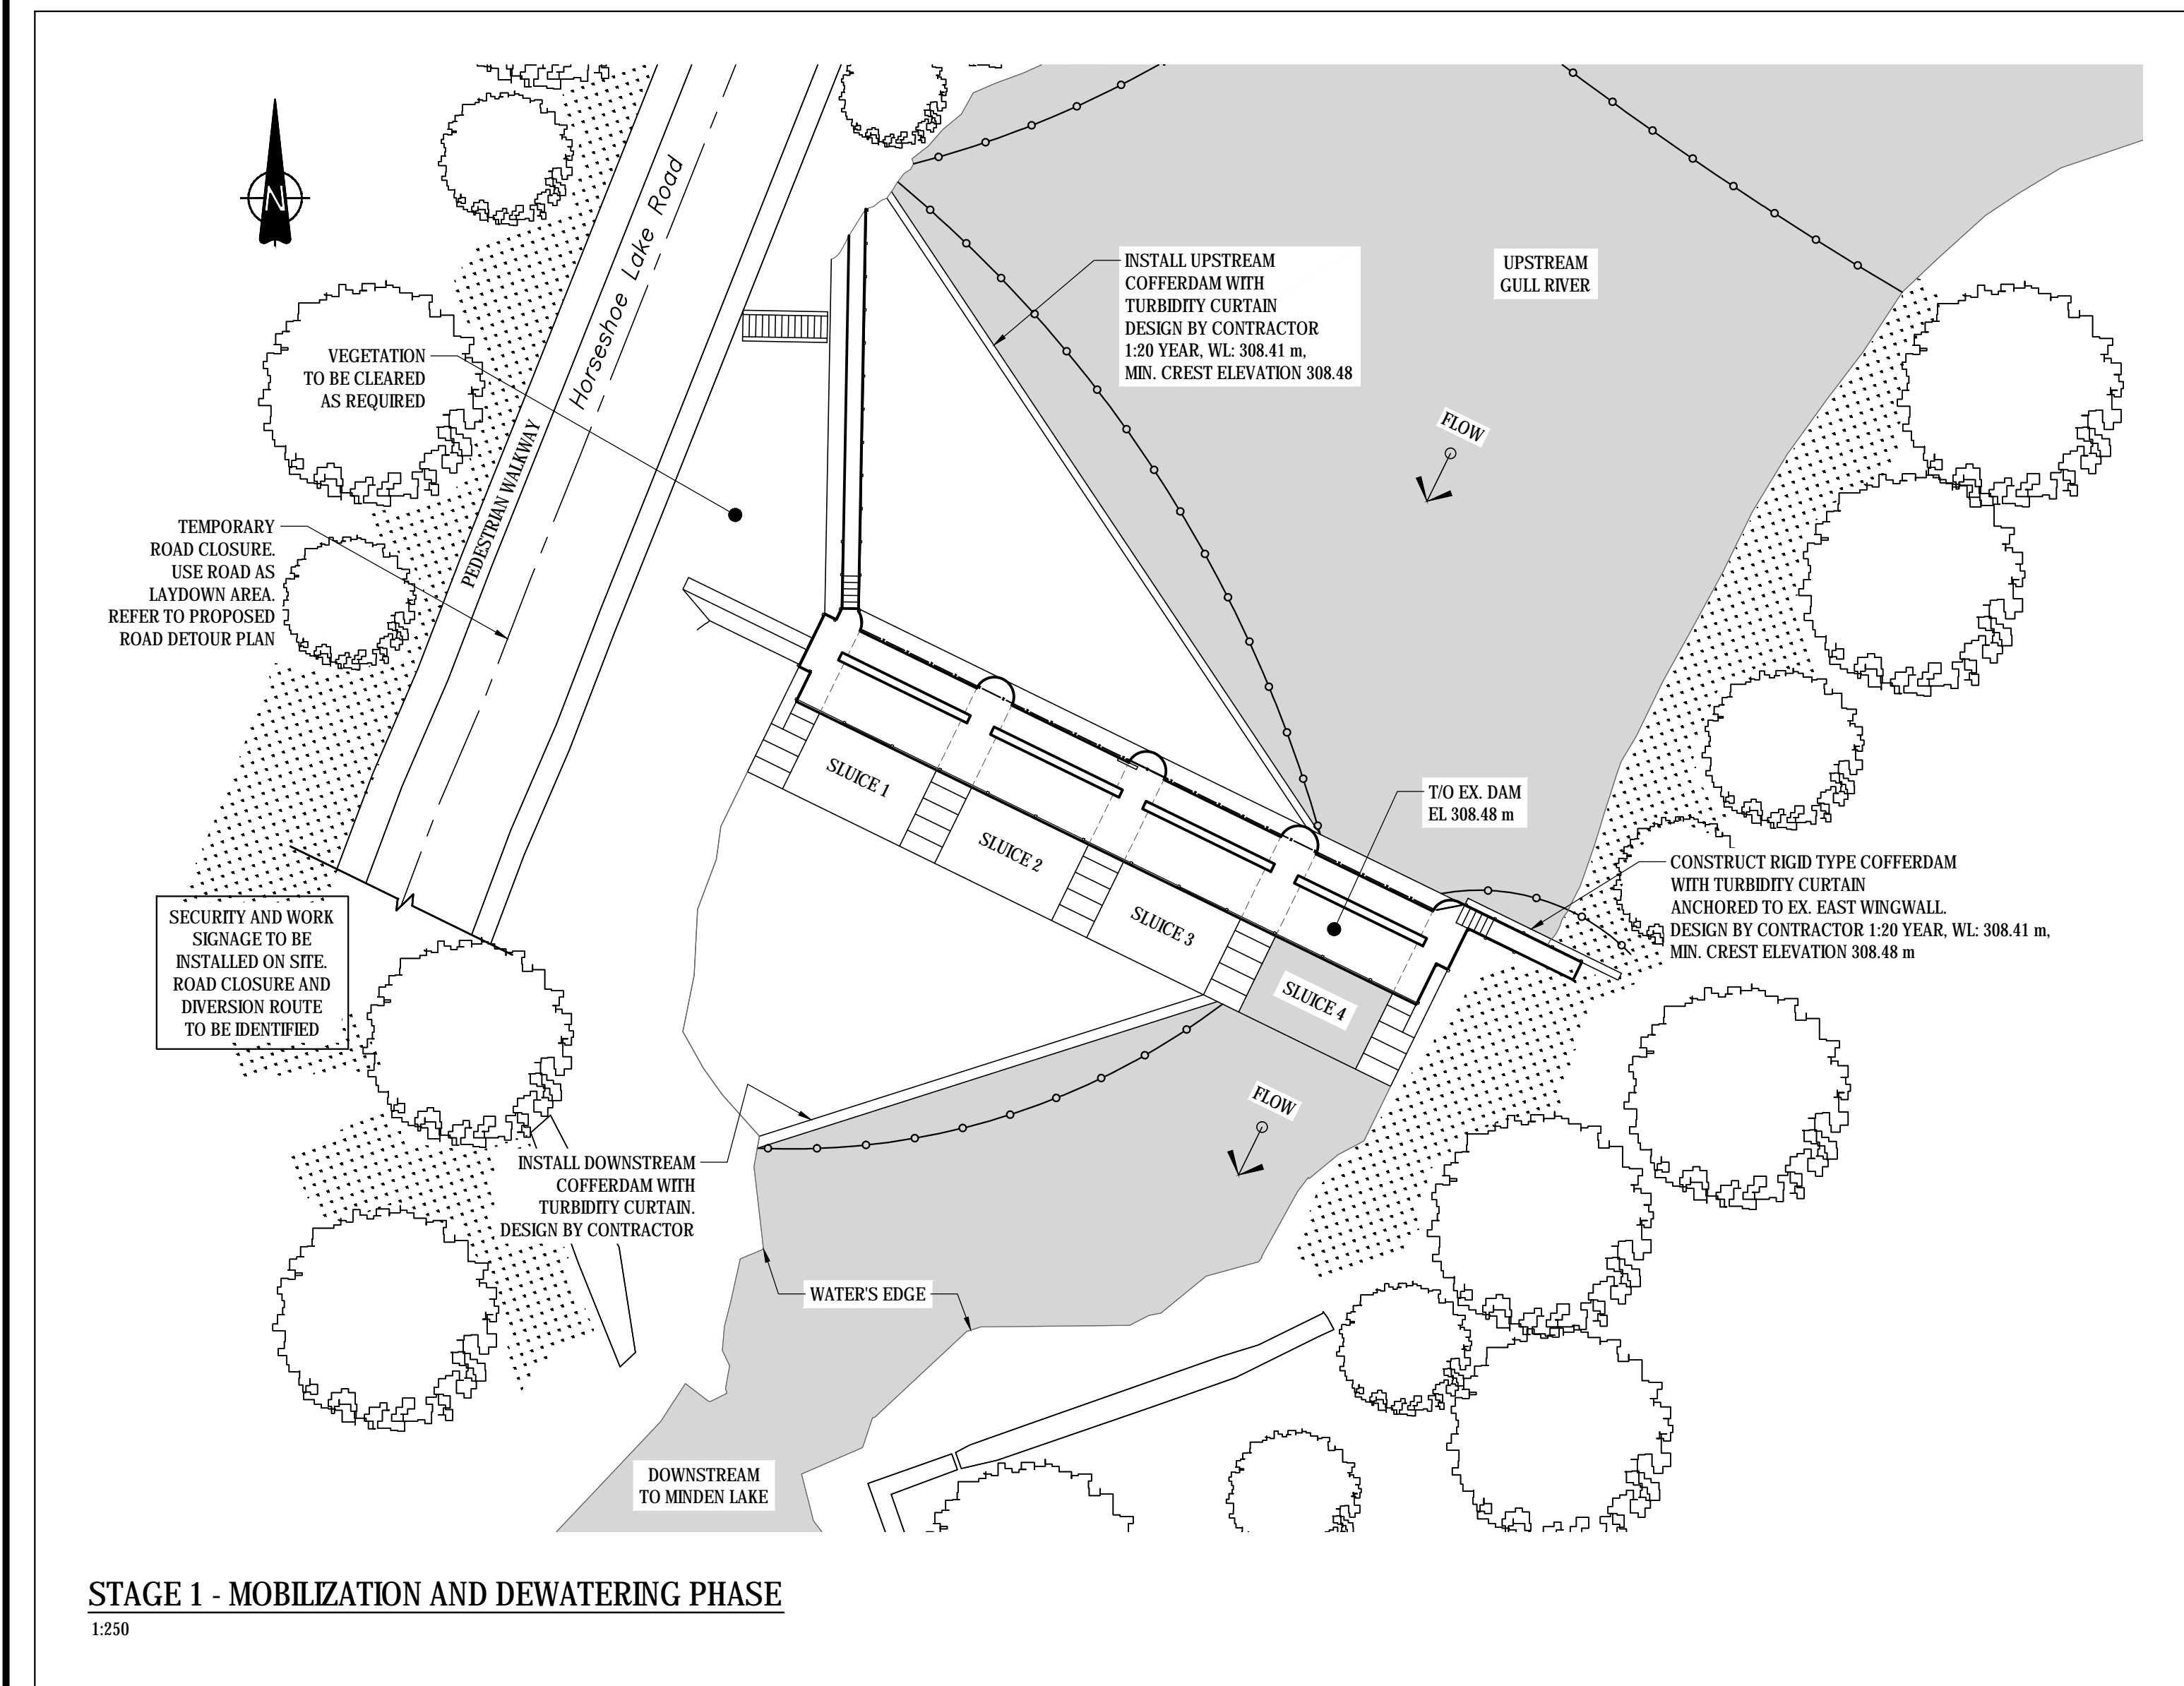 N
Horseshoe Lake Road
PEDESTRIAN WALKWAY
INSTALL UPSTREAM
COFFERDAM WITH
TURBIDITY CURTAIN
DESIGN BY CONTRACTOR
1:20 YEAR, WL: 308.41 m,
MIN. CREST ELEVATION 308.48
UPSTREAM
GULL RIVER
VEGETATION
TO BE CLEARED
AS REQUIRED
FLOW
TEMPORARY
ROAD CLOSURE.
USE ROAD AS
LAYDOWN AREA.
REFER TO PROPOSED
ROAD DETOUR PLAN
SLUICE 1
SLUICE 2
SLUICE 3
SLUICE 4
T/O EX. DAM
EL 308.48 m
CONSTRUCT RIGID TYPE COFFERDAM
WITH TURBIDITY CURTAIN
ANCHORED TO EX. EAST WINGWALL.
DESIGN BY CONTRACTOR 1:20 YEAR, WL: 308.41 m,
MIN. CREST ELEVATION 308.48 m
SECURITY AND WORK
SIGNAGE TO BE
INSTALLED ON SITE.
ROAD CLOSURE AND
DIVERSION ROUTE
TO BE IDENTIFIED
FLOW
INSTALL DOWNSTREAM
COFFERDAM WITH
TURBIDITY CURTAIN.
DESIGN BY CONTRACTOR
WATER'S EDGE
DOWNSTREAM
TO MINDEN LAKE
STAGE 1 - MOBILIZATION AND DEWATERING PHASE
1:250